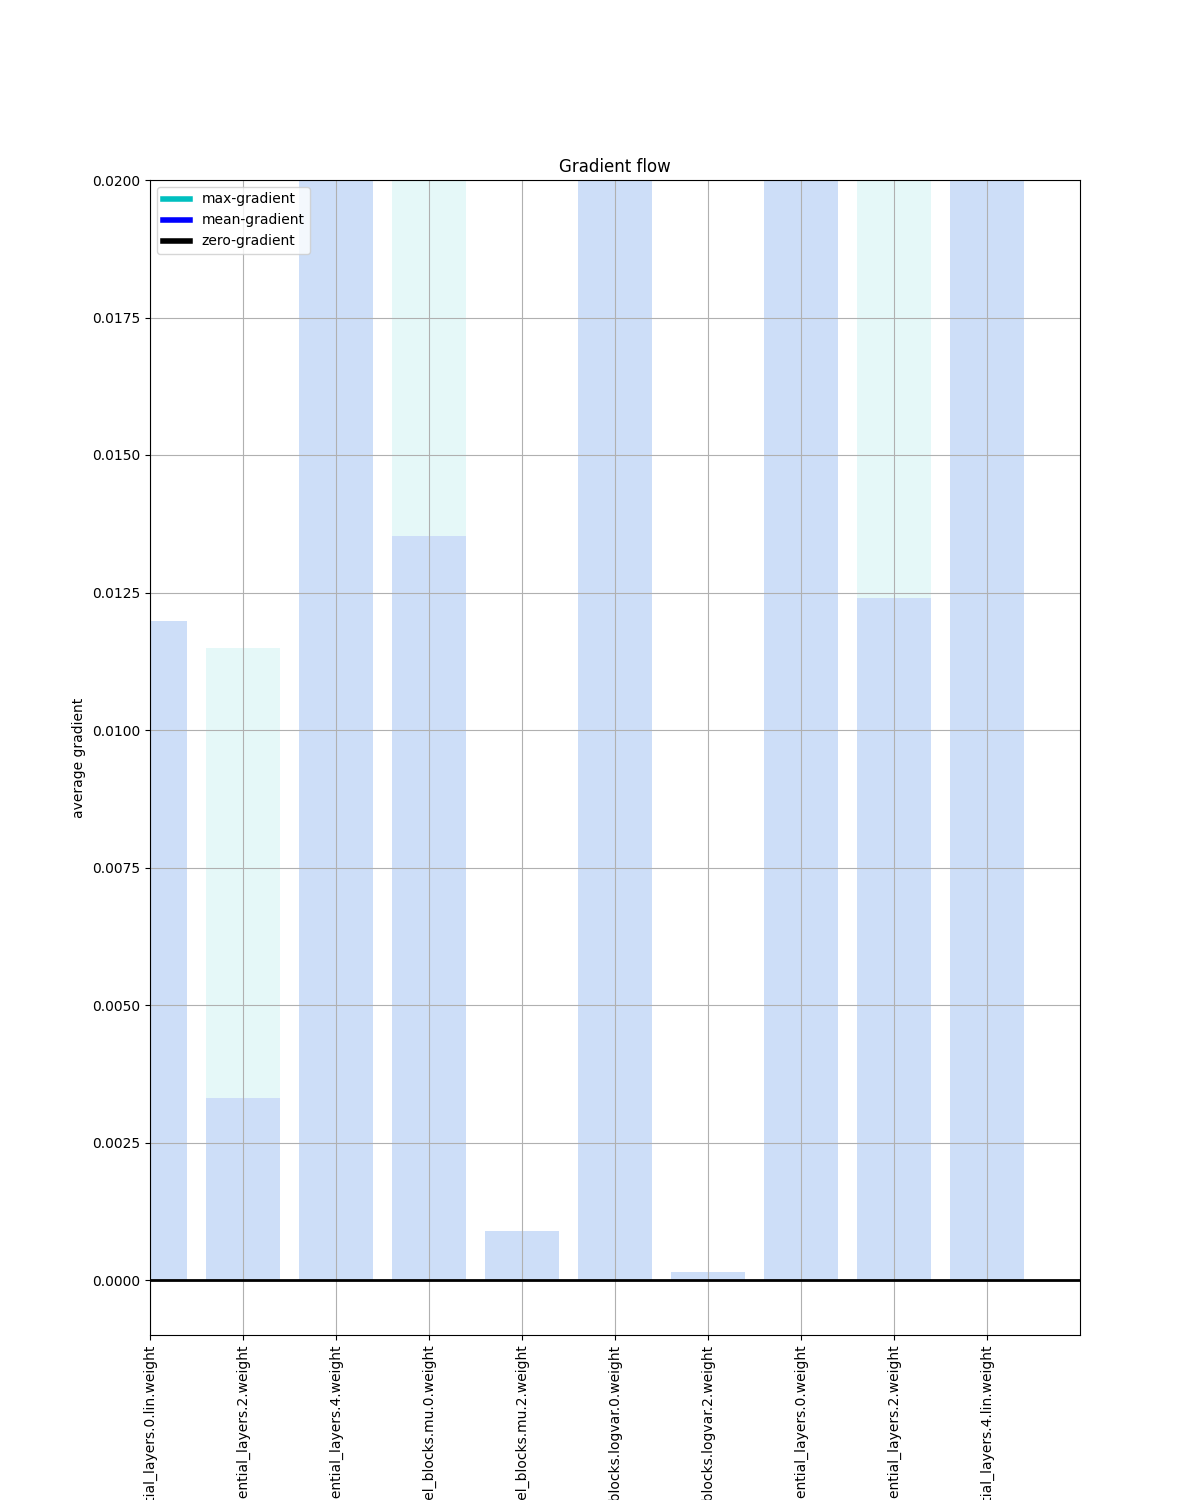 Gradient flow
max-gradient
mean-gradient
zero-gradient
0.0200
0.0175
0.0150
0.0125
0.0100
0.0075
0.0050
0.0025
0.0000
average gradient
tial_layers.0.lin.weight
ential_layers.2.weight
ential_layers.4.weight
el_blocks.mu.0.weight
el_blocks.mu.2.weight
blocks.logvar.0.weight
blocks.logvar.2.weight
ential_layers.0.weight
ential_layers.2.weight
tial_layers.4.lin.weight